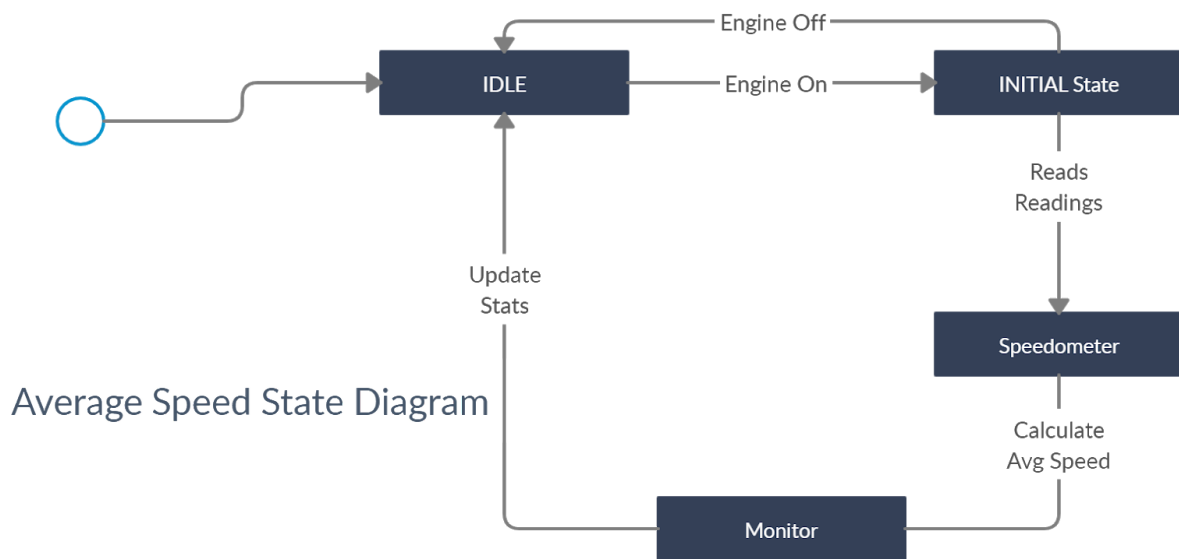 Engine Off
IDLE
Engine On
INITIAL State
Reads
Readings
Update
Stats
Speedometer
Average Speed State Diagram
Calculate
Avg Speed
Monitor